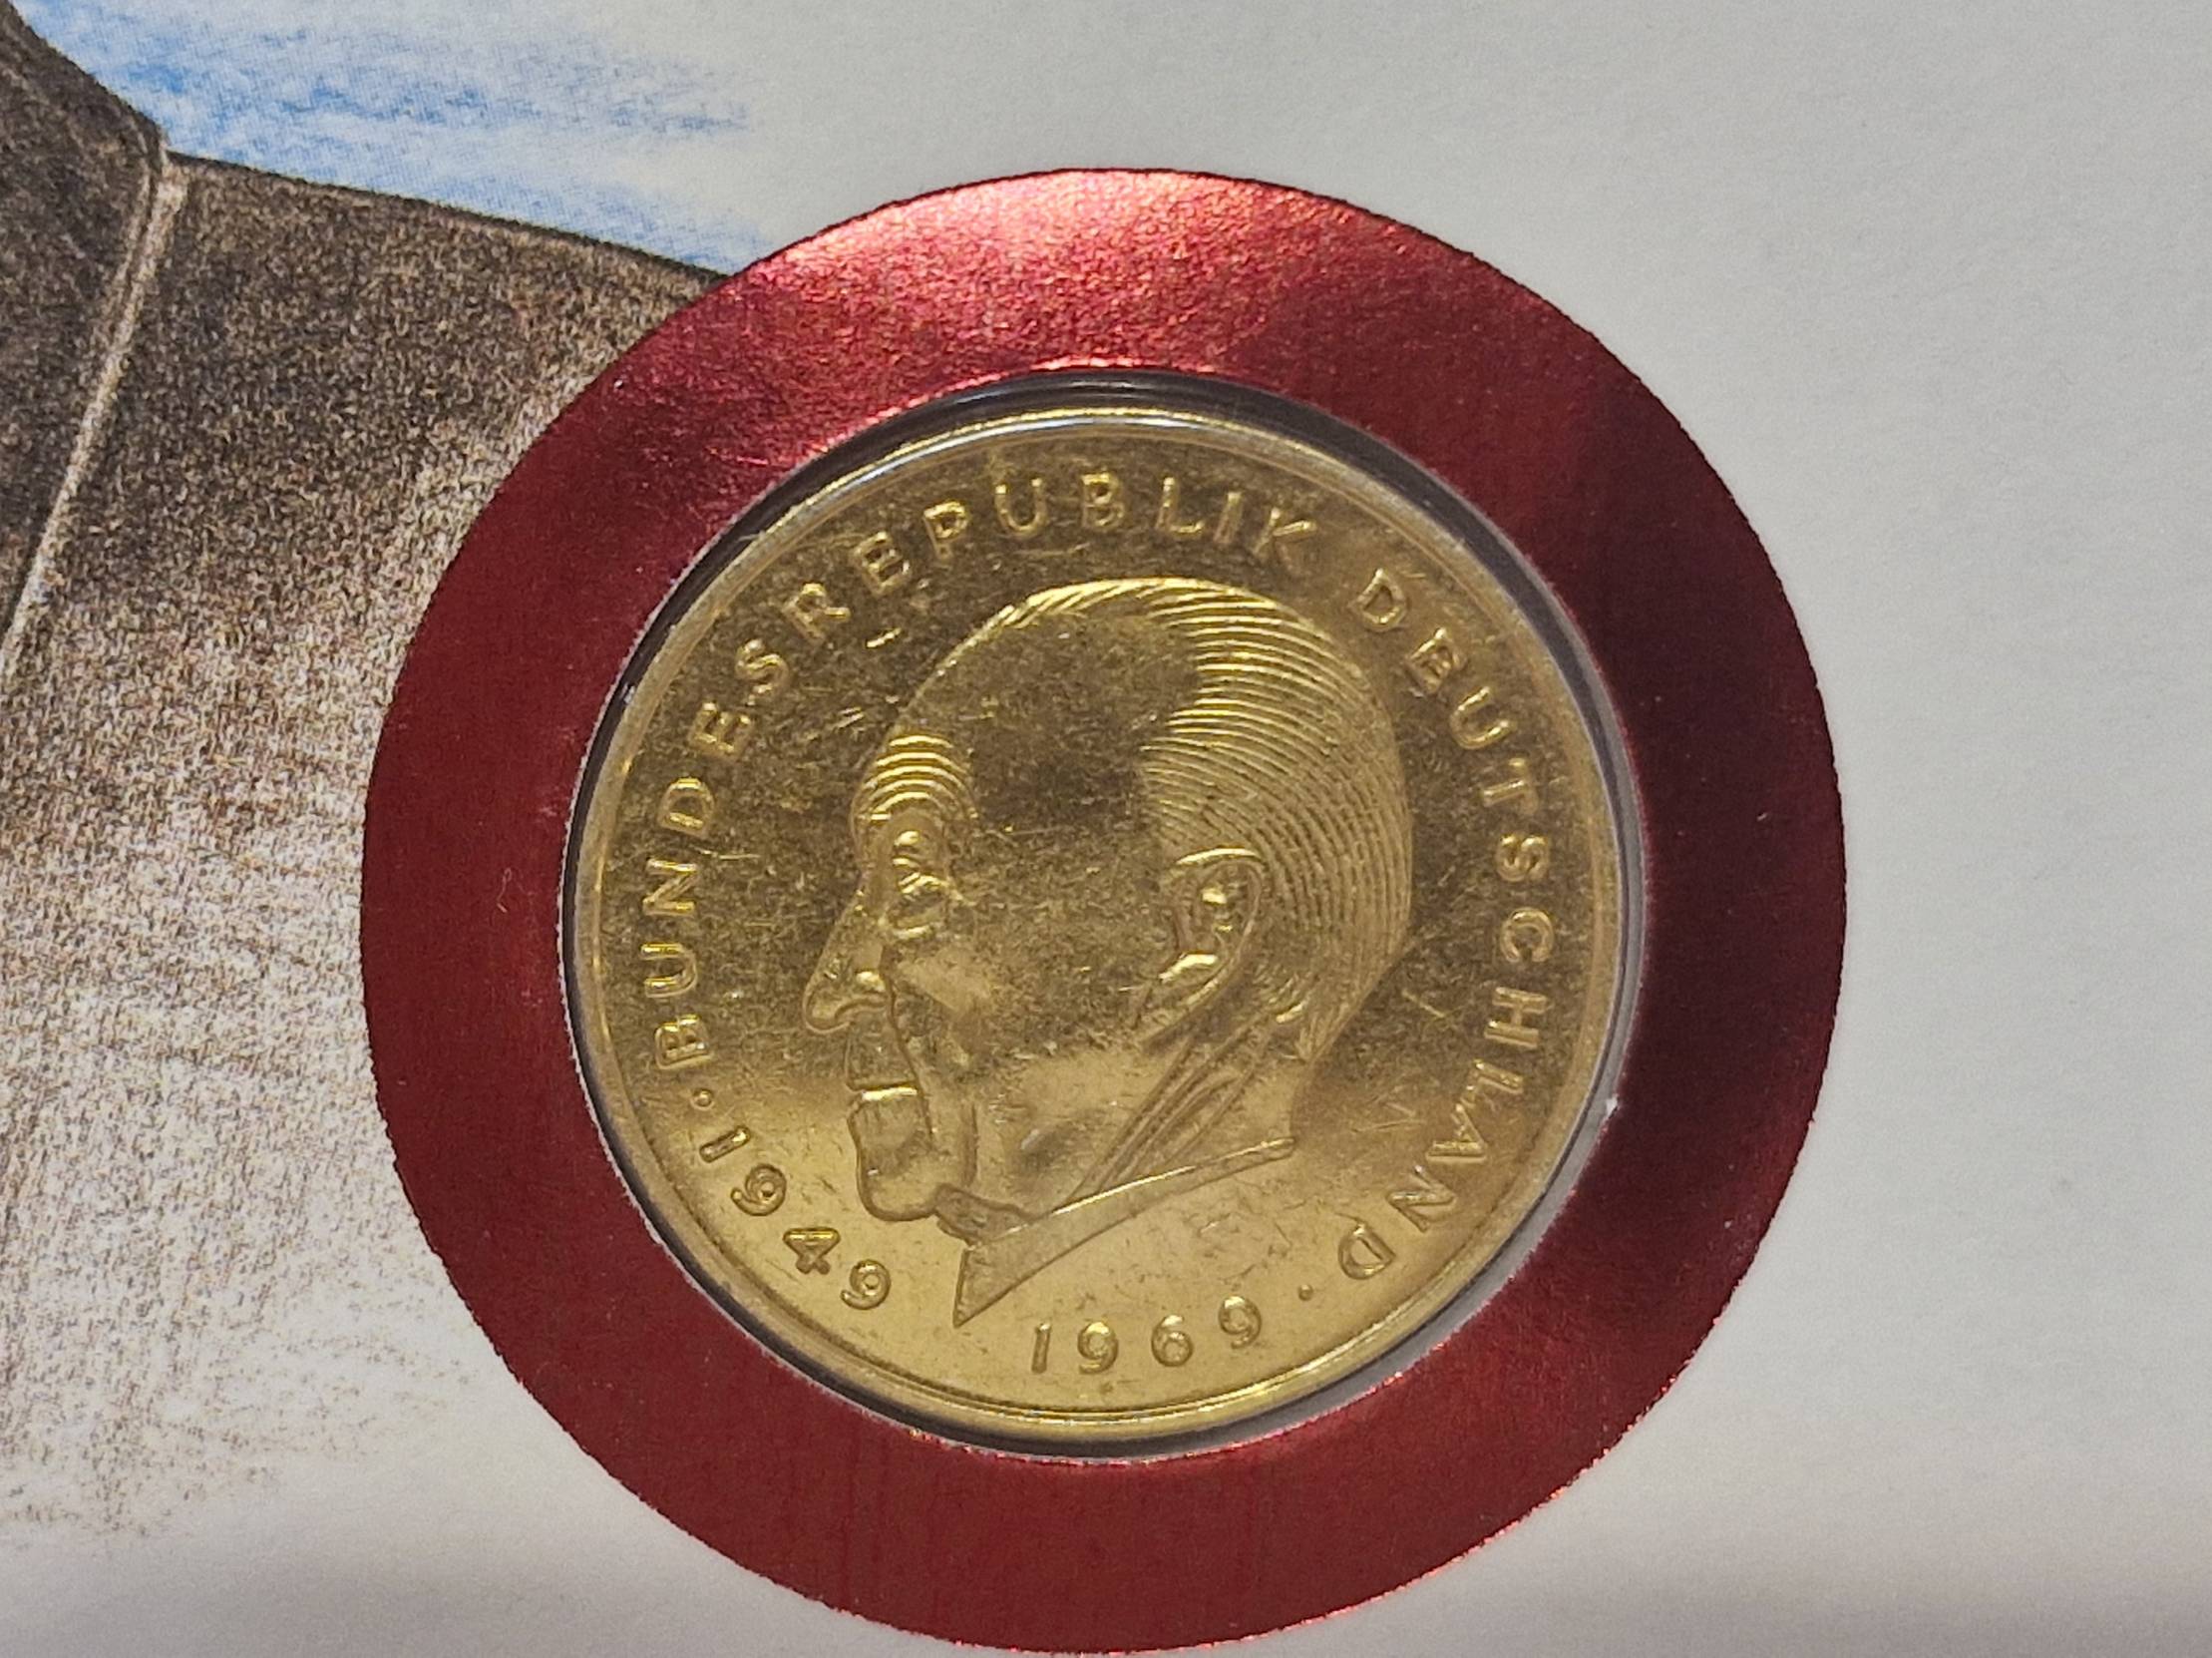 · BUNDESREPUBLIK DEUTSCHLAND ·
1949 1969